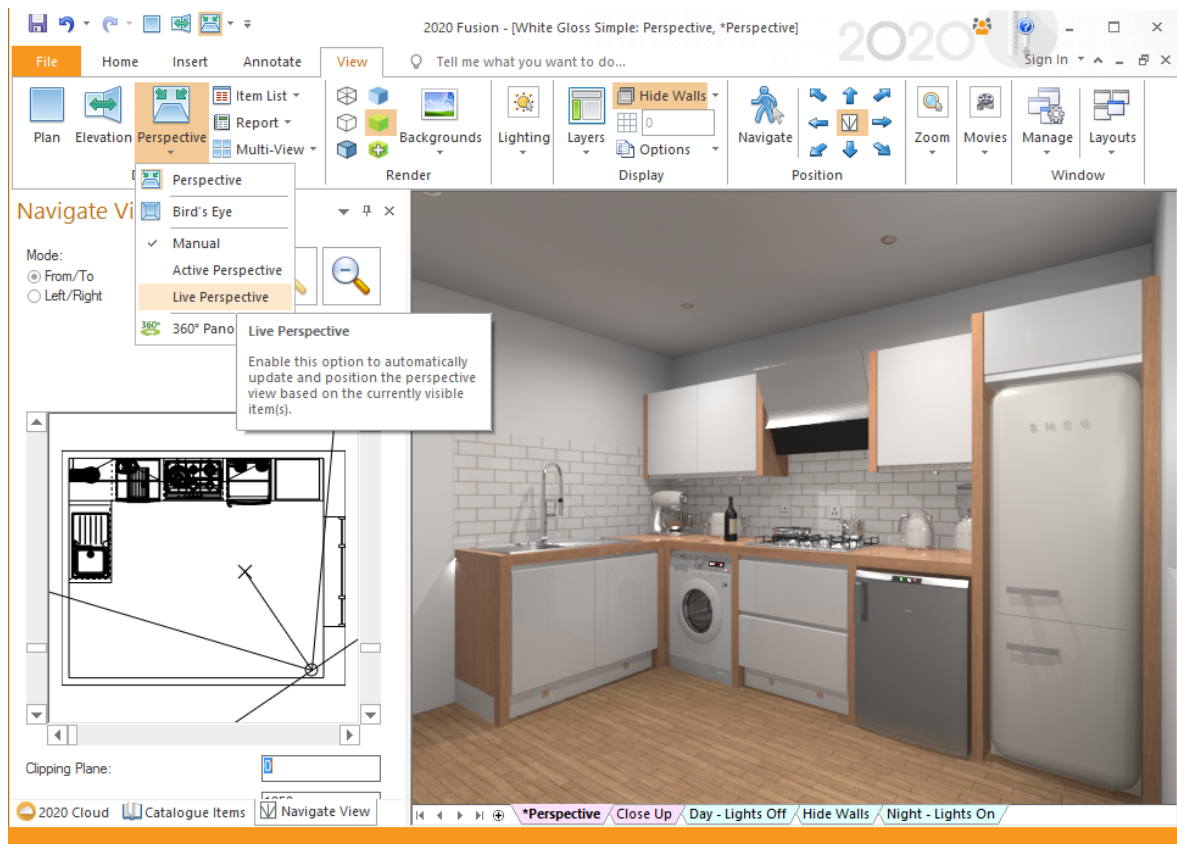 2020 Fusion - [White Gloss Simple: Perspective, *Perspective]
2020
File Home Insert Annotate View Tell me what you want to do... Sign In
Plan
Elevation
Perspective
Item List
Report
Multi-View
Backgrounds
Render
Lighting
Layers
Hide Walls
0
Options
Display
Navigate
Position
Zoom
Movies
Manage
Layouts
Window
Perspective
Bird's Eye
Manual
Active Perspective
Live Perspective
360° Pano
Live Perspective
Enable this option to automatically
update and position the perspective
view based on the currently visible
item(s).
Navigate Vi
Mode:
From/To
Left/Right
SMEG
Clipping Plane:
0
2020 Cloud Catalogue Items Navigate View
*Perspective Close Up Day - Lights Off Hide Walls Night - Lights On